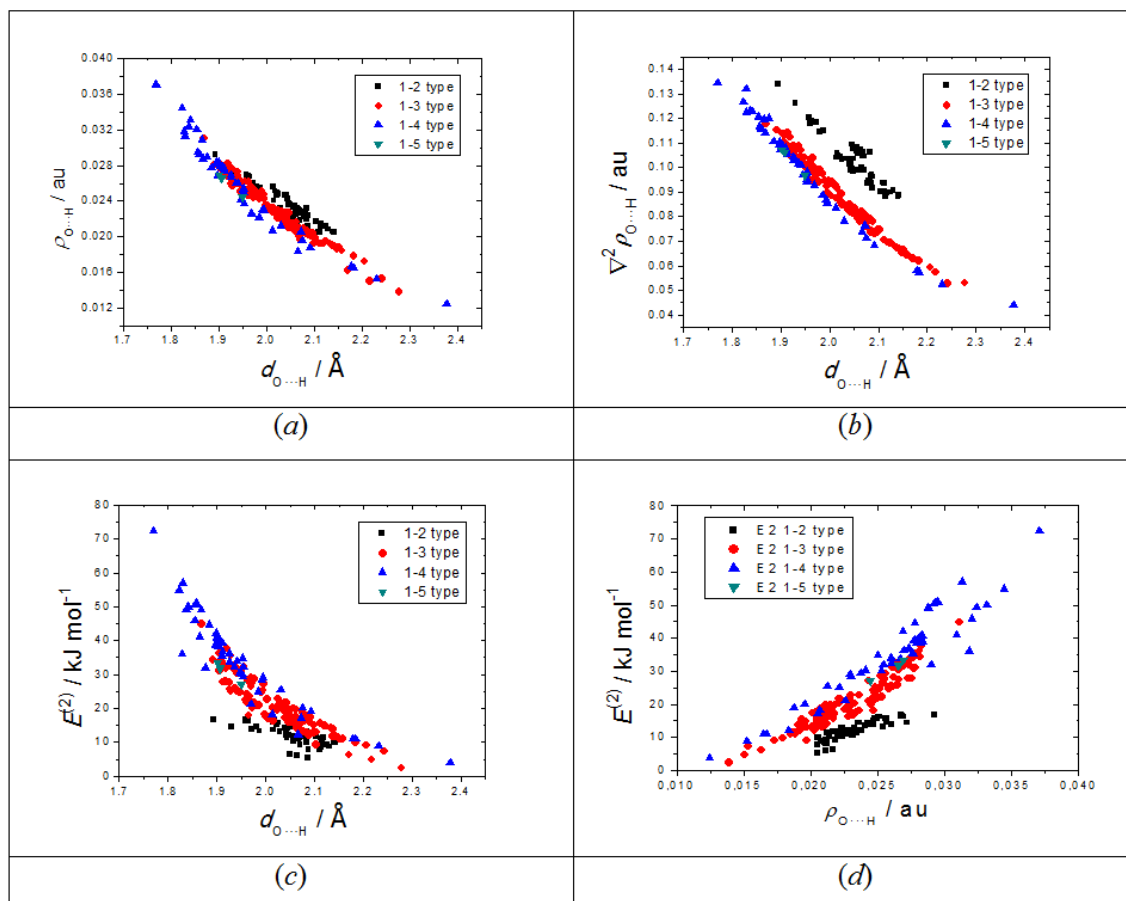 0.040
0.036
0.032
0.028
0.024
0.020
0.016
0.012
ρO···H / au
1-2 type
1-3 type
1-4 type
1-5 type
1.7 1.8 1.9 2.0 2.1 2.2 2.3 2.4
dO···H / Å
(a)
0.14
0.13
0.12
0.11
0.10
0.09
0.08
0.07
0.06
0.05
0.04
∇²ρO···H / au
1-2 type
1-3 type
1-4 type
1-5 type
1.7 1.8 1.9 2.0 2.1 2.2 2.3 2.4
dO···H / Å
(b)
80
70
60
50
40
30
20
10
0
E(2) / kJ mol-1
1-2 type
1-3 type
1-4 type
1-5 type
1.7 1.8 1.9 2.0 2.1 2.2 2.3 2.4
dO···H / Å
(c)
80
70
60
50
40
30
20
10
0
E(2) / kJ mol-1
E2 1-2 type
E2 1-3 type
E2 1-4 type
E2 1-5 type
0.010 0.015 0.020 0.025 0.030 0.035 0.040
ρO···H / au
(d)